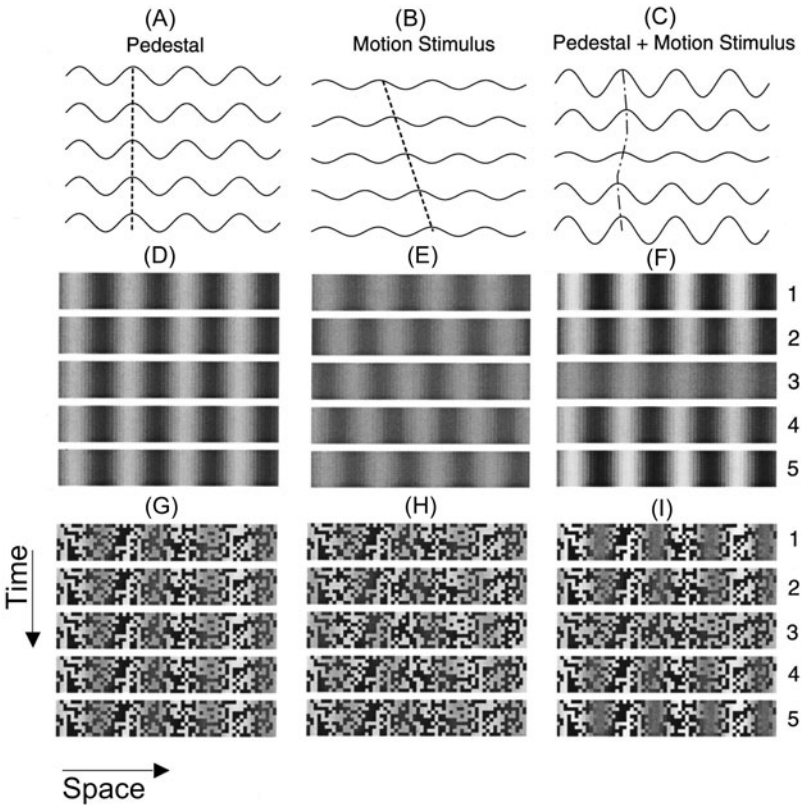 (A)
Pedestal
(B)
Motion Stimulus
(C)
Pedestal + Motion Stimulus
(D)
(E)
(F)
1
2
3
4
5
(G)
(H)
(I)
1
2
3
4
5
Time
Space